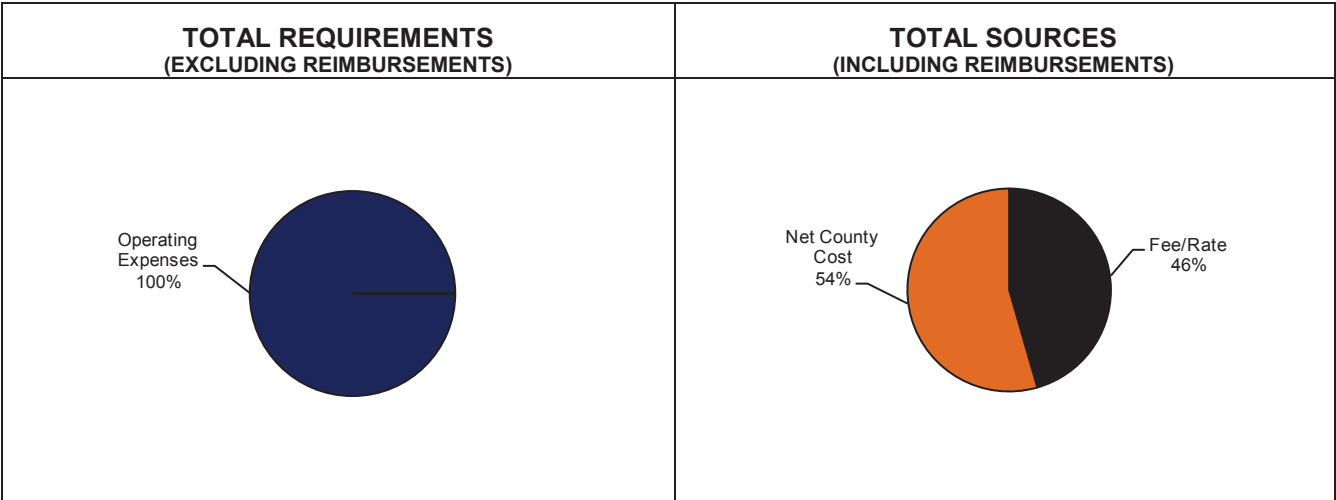 TOTAL REQUIREMENTS
(EXCLUDING REIMBURSEMENTS)
Operating
Expenses
100%
TOTAL SOURCES
(INCLUDING REIMBURSEMENTS)
Net County
Cost
54%
Fee/Rate
46%